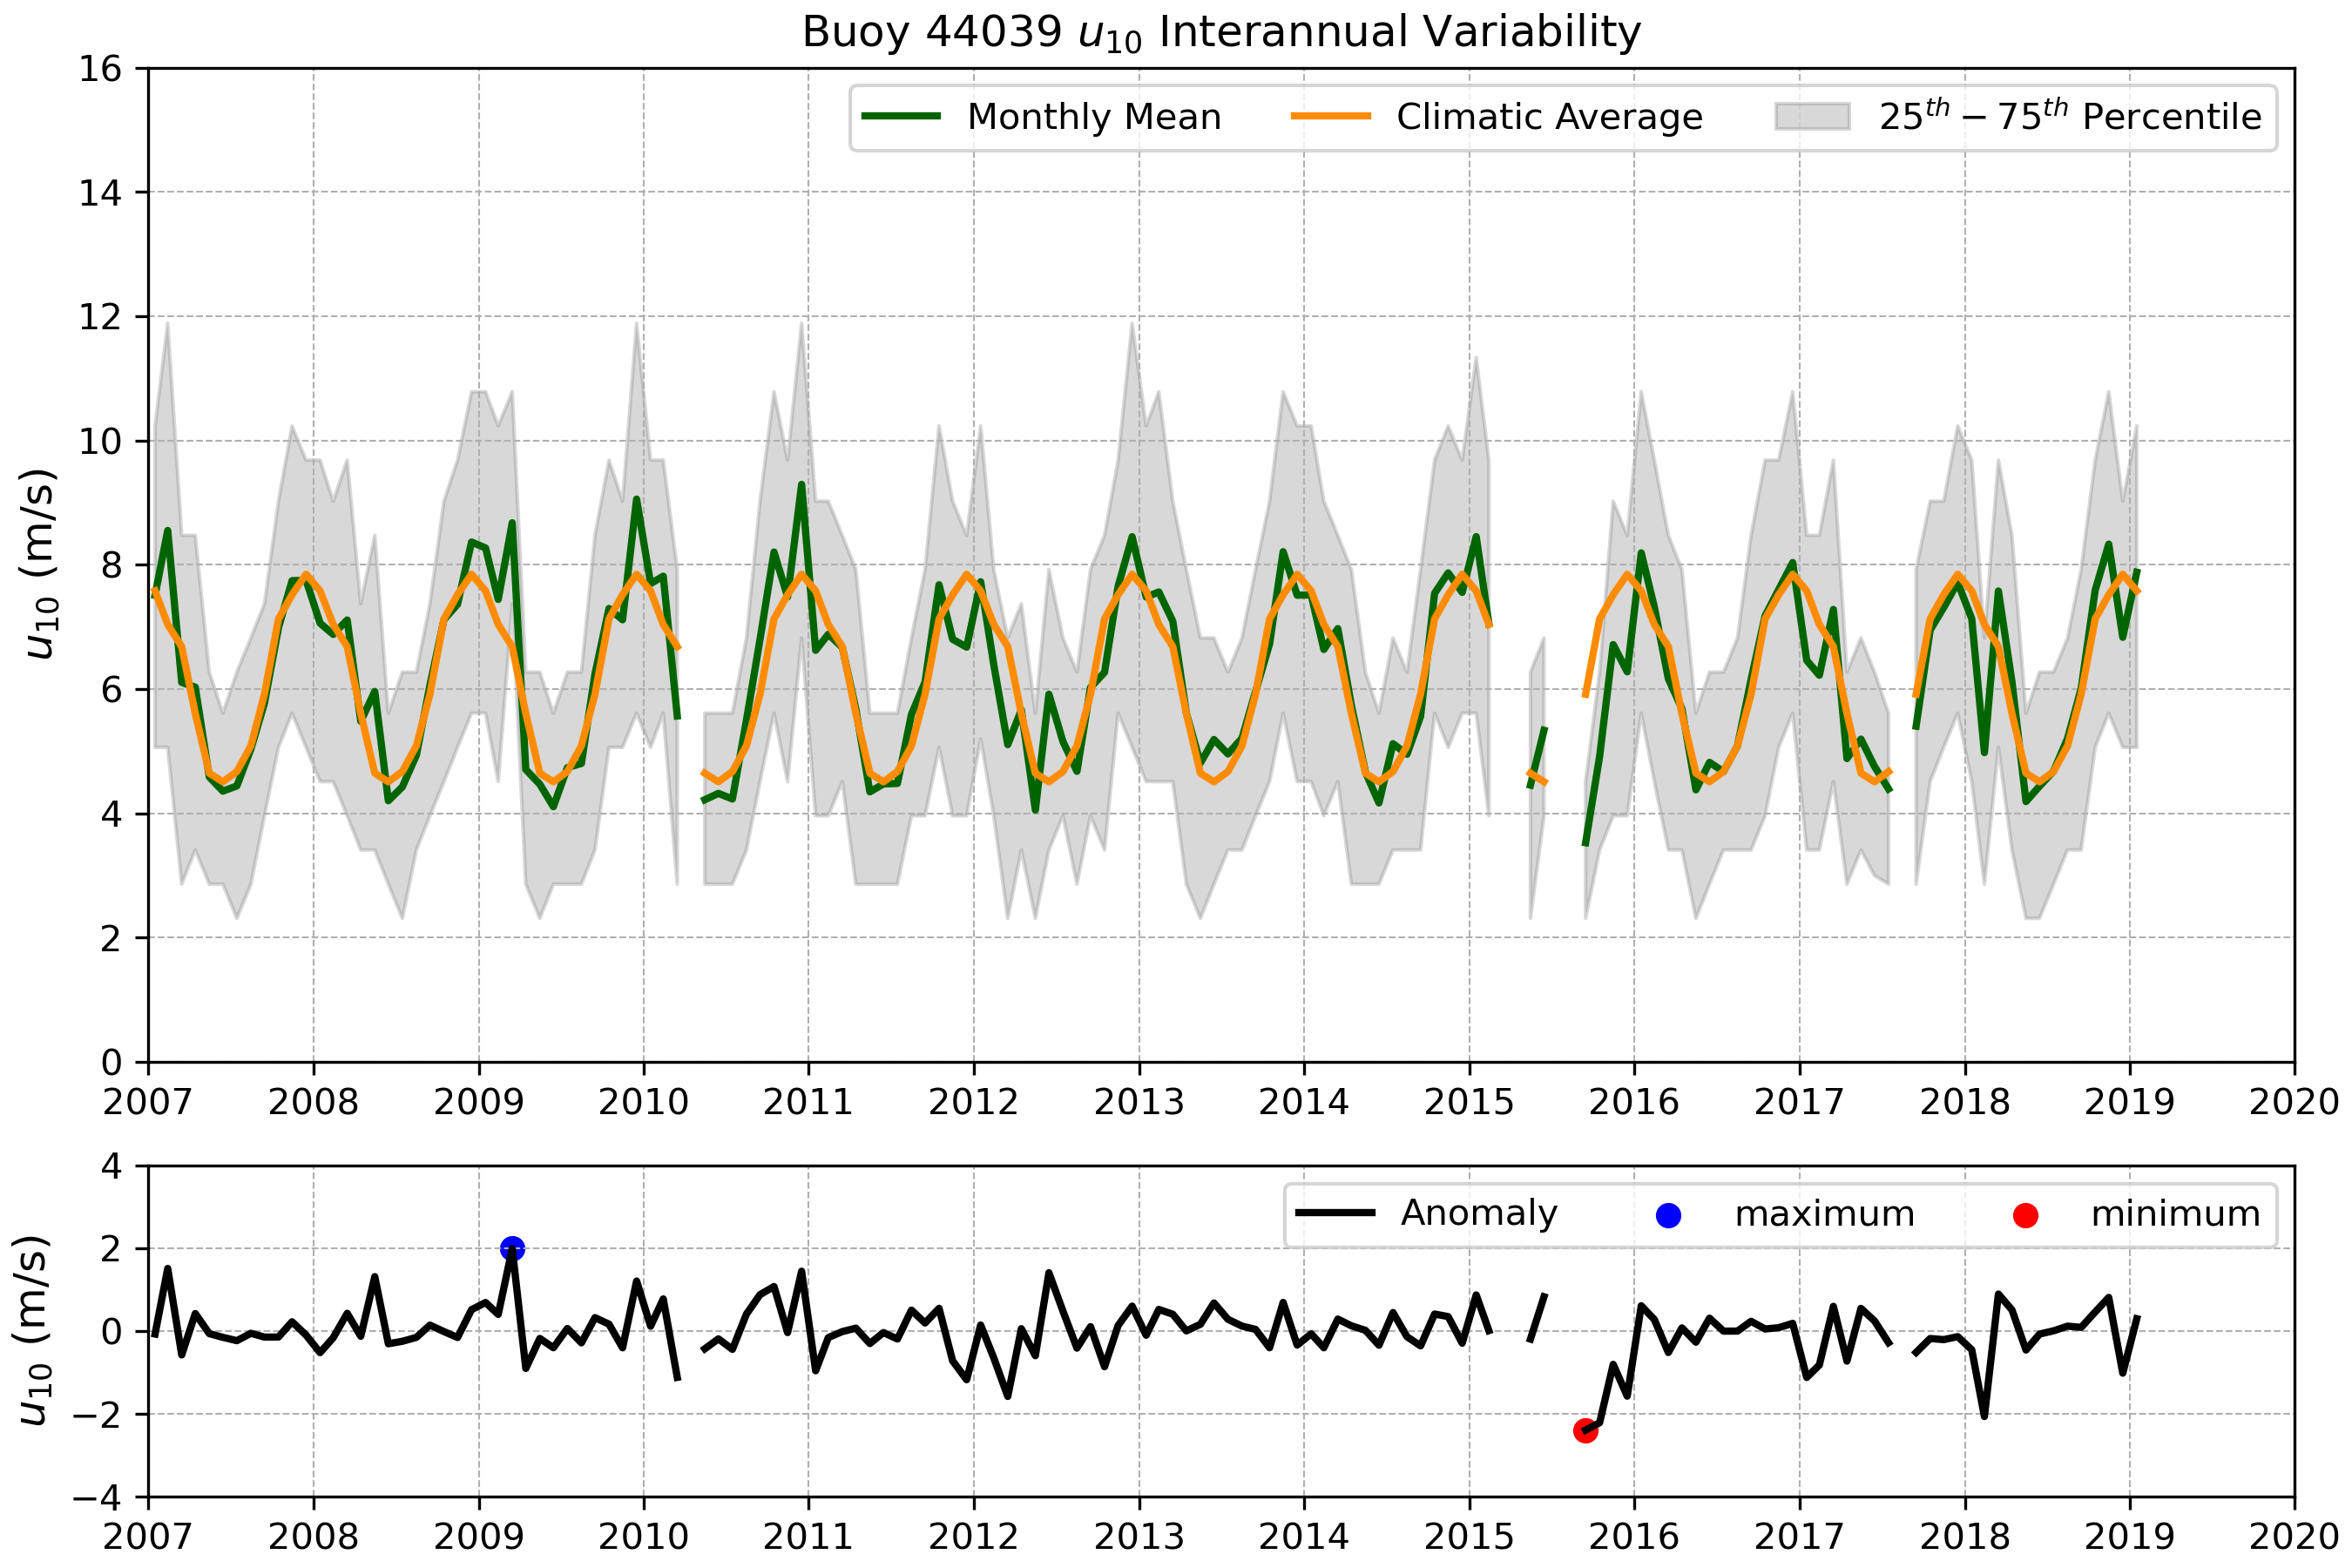 Buoy 44039 u10 Interannual Variability
Monthly Mean Climatic Average 25th − 75th Percentile
u10 (m/s)
16
14
12
10
8
6
4
2
0
2007 2008 2009 2010 2011 2012 2013 2014 2015 2016 2017 2018 2019 2020
Anomaly maximum minimum
u10 (m/s)
4
2
0
−2
−4
2007 2008 2009 2010 2011 2012 2013 2014 2015 2016 2017 2018 2019 2020